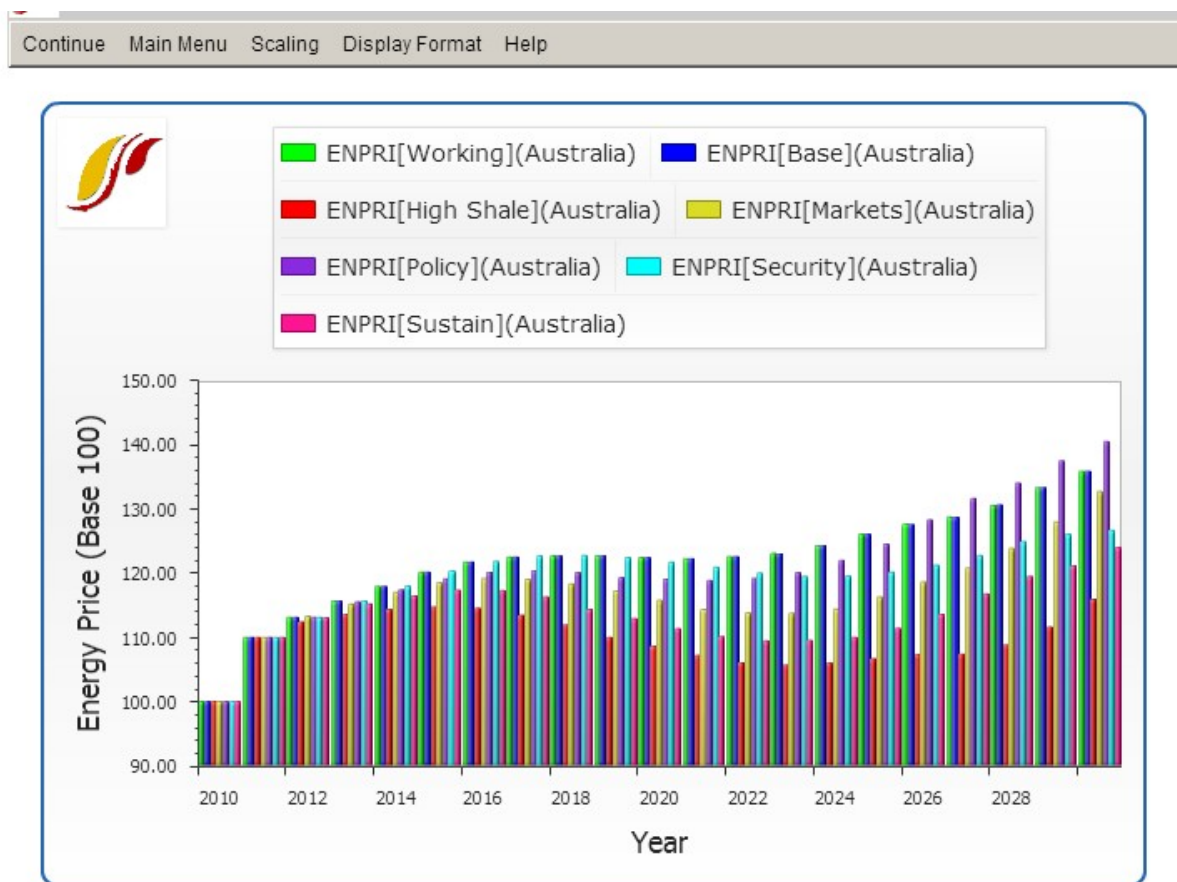 Continue Main Menu Scaling Display Format Help
ENPRI[Working](Australia) ENPRI[Base](Australia)
ENPRI[High Shale](Australia) ENPRI[Markets](Australia)
ENPRI[Policy](Australia) ENPRI[Security](Australia)
ENPRI[Sustain](Australia)
Energy Price (Base 100)
150.00
140.00
130.00
120.00
110.00
100.00
90.00
2010 2012 2014 2016 2018 2020 2022 2024 2026 2028
Year